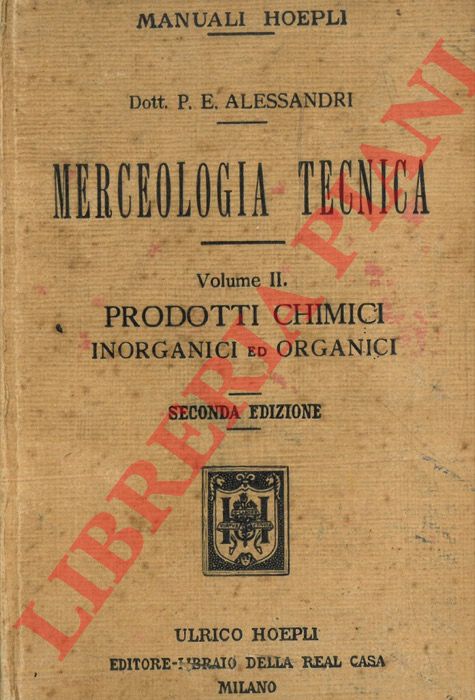 MANUALI HOEPLI
Dott. P. E. ALESSANDRI
MERCEOLOGIA TECNICA
Volume II.
PRODOTTI CHIMICI
INORGANICI ED ORGANICI
SECONDA EDIZIONE
ULRICO HOEPLI
EDITORE-LIBRAIO DELLA REAL CASA
MILANO
LIBRERIA PIANI